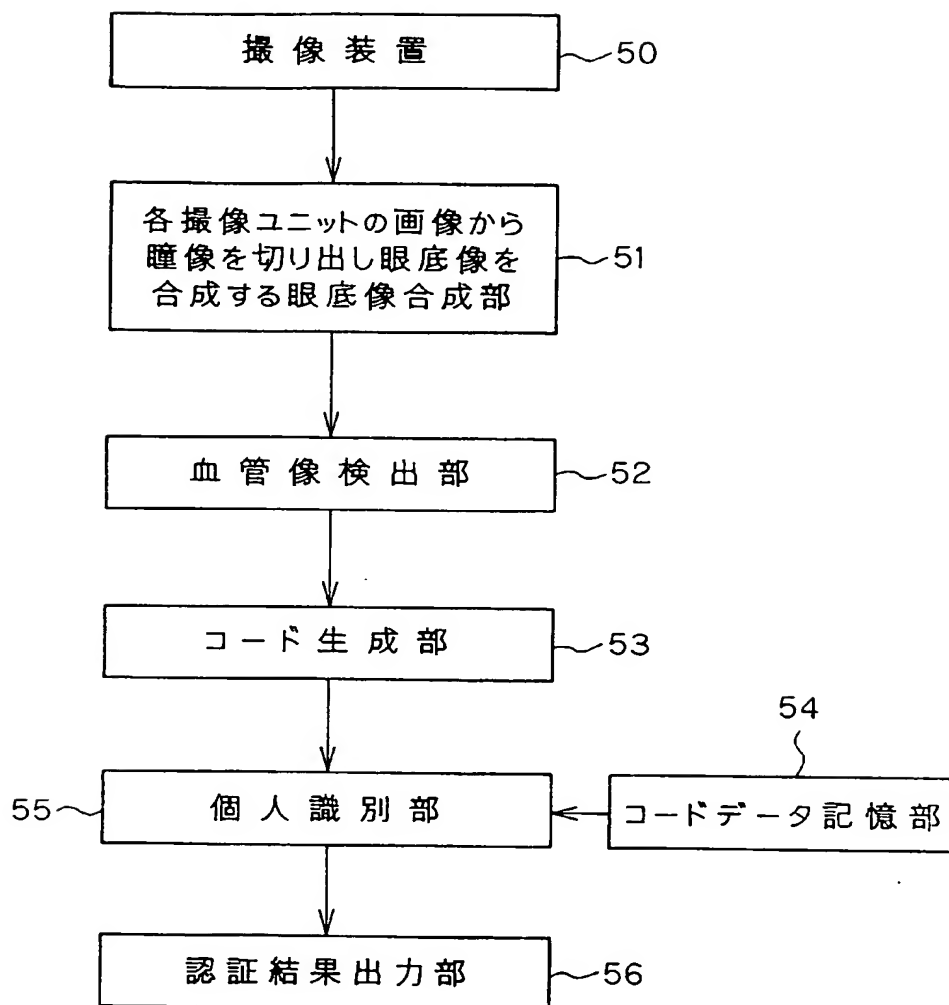 撮像装置
50
各撮像ユニットの画像から
瞳像を切り出し眼底像を
合成する眼底像合成部
51
血管像検出部
52
コード生成部
53
54
コードデータ記憶部
55
個人識別部
認証結果出力部
56